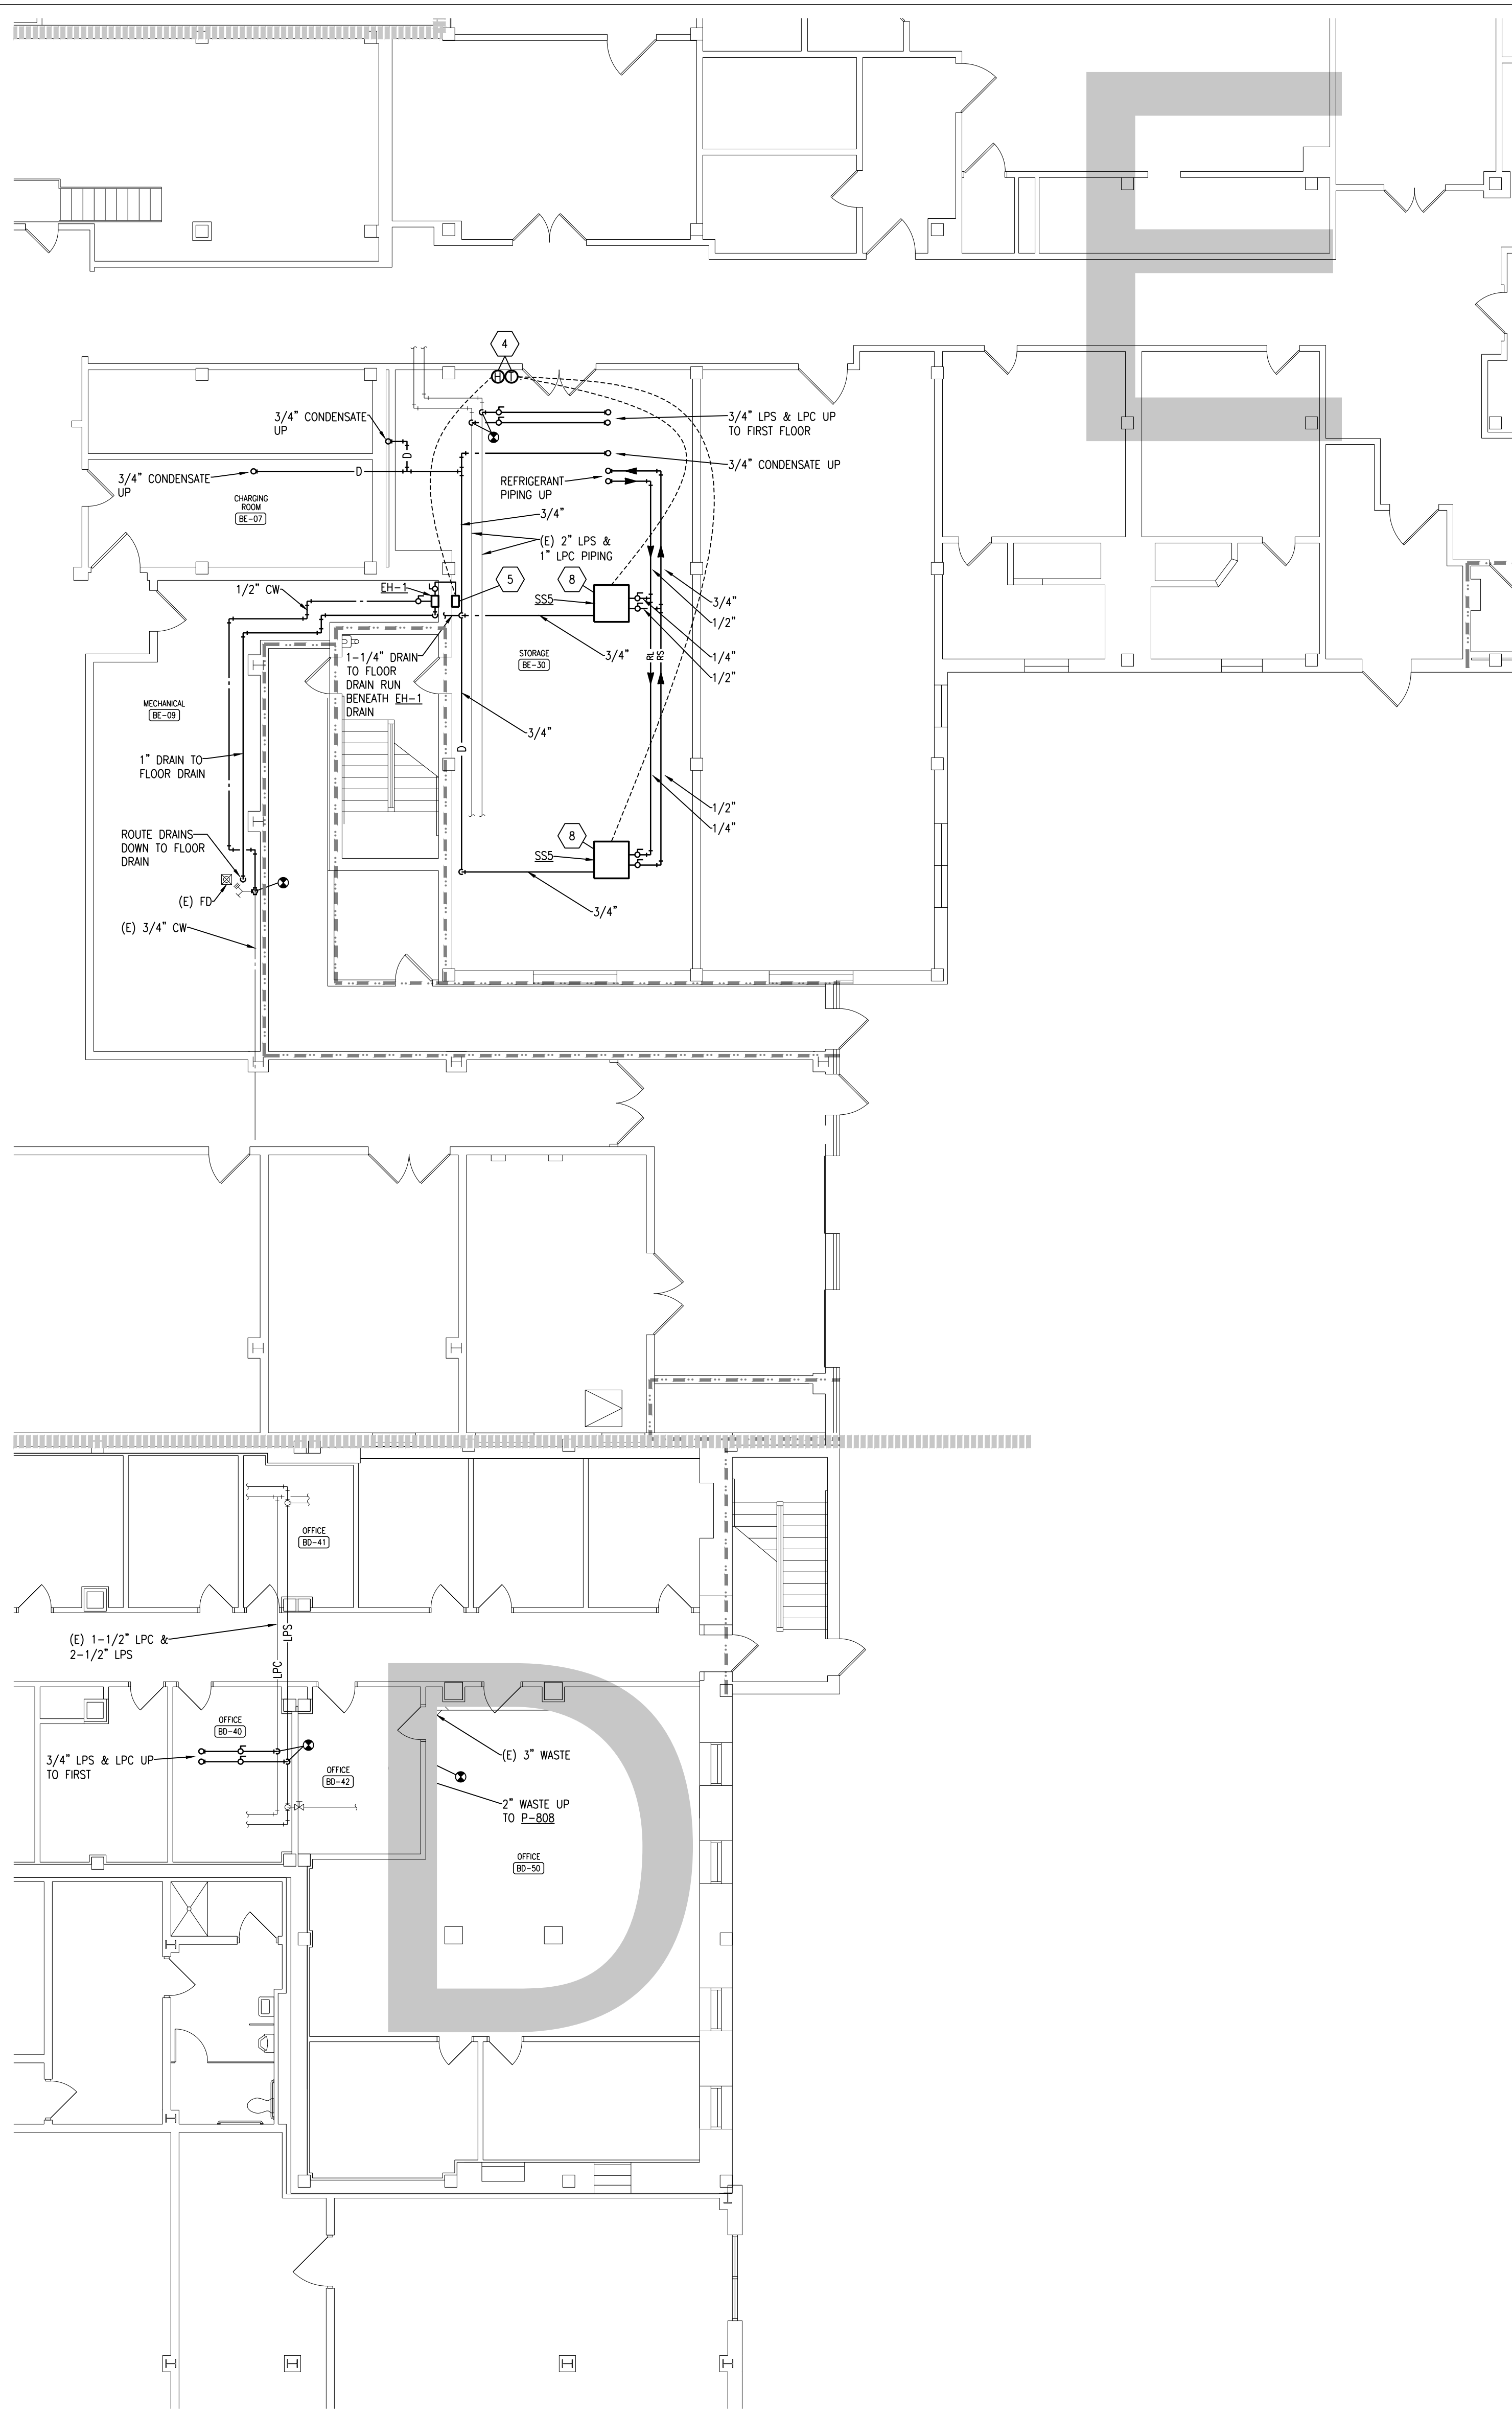 E
4
H
T
3/4" CONDENSATE
UP
3/4" LPS & LPC UP
TO FIRST FLOOR
D
3/4" CONDENSATE
UP
D
3/4" CONDENSATE UP
REFRIGERANT
PIPING UP
CHARGING
ROOM
BE-07
3/4"
(E) 2" LPS &
1" LPC PIPING
1/2" CW
EH-1
5
8
SS5
3/4"
1/2"
STORAGE
BE-30
3/4"
1/4"
1/2"
RL
RS
1-1/4" DRAIN
TO FLOOR
DRAIN RUN
BENEATH EH-1
DRAIN
MECHANICAL
BE-09
3/4"
D
1" DRAIN TO
FLOOR DRAIN
1/2"
1/4"
ROUTE DRAINS
DOWN TO FLOOR
DRAIN
8
SS5
(E) FD
3/4"
(E) 3/4" CW
OFFICE
BD-41
(E) 1-1/2" LPC &
2-1/2" LPS
LPS
LPC
OFFICE
BD-40
3/4" LPS & LPC UP
TO FIRST
OFFICE
BD-42
(E) 3" WASTE
2" WASTE UP
TO P-808
OFFICE
BD-50
D